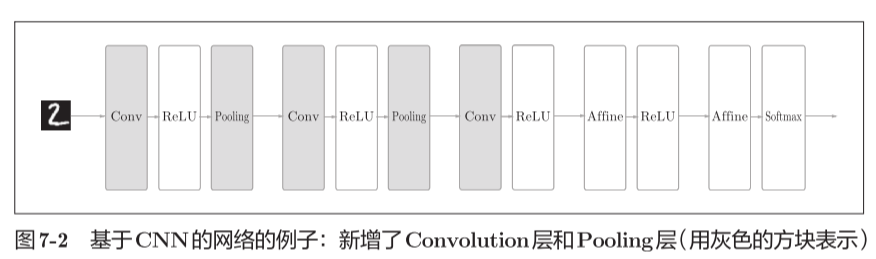 2 Conv ReLU Pooling Conv ReLU Pooling Conv ReLU Affine ReLU Affine Softmax
图7-2 基于CNN的网络的例子：新增了Convolution层和Pooling层（用灰色的方块表示）